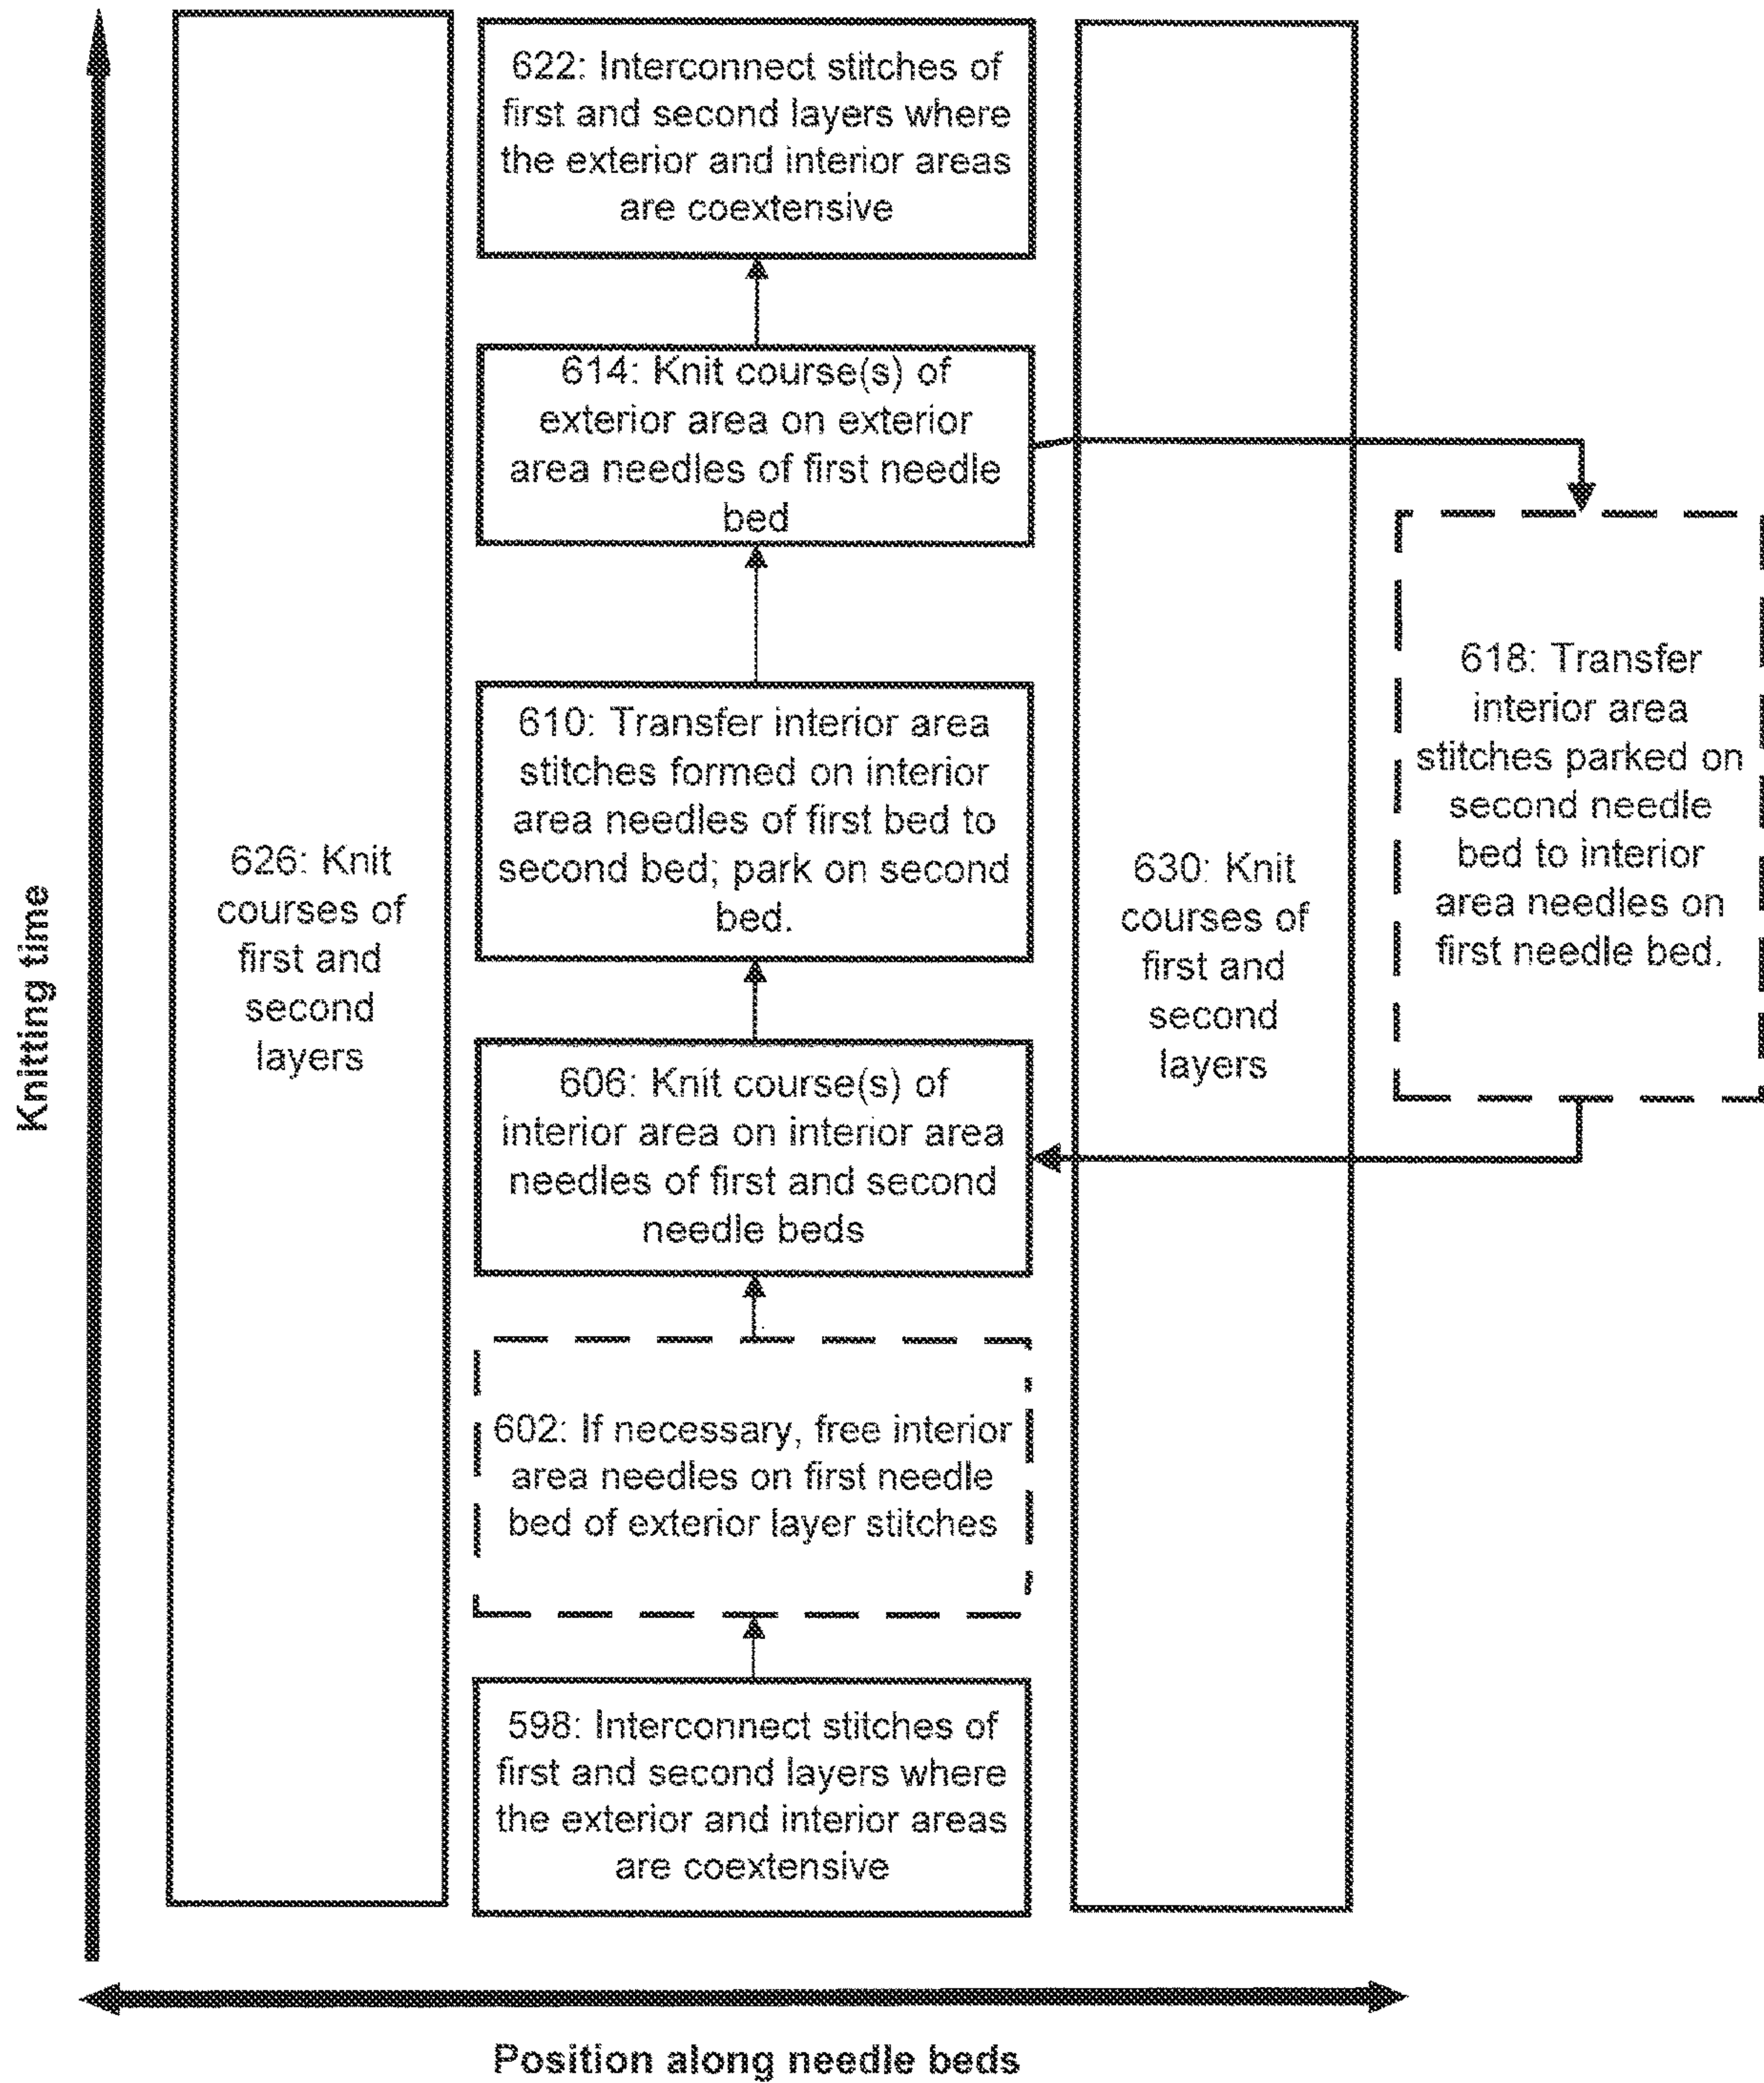 622: Interconnect stitches of
first and second layers where
the exterior and interior areas
are coextensive
614: Knit course(s) of
exterior area on exterior
area needles of first needle
bed
618: Transfer
interior area
stitches parked on
second needle
bed to interior
area needles on
first needle bed.
610: Transfer interior area
stitches formed on interior
area needles of first bed to
second bed; park on second
bed.
626: Knit
courses of
first and
second
layers
630: Knit
courses of
first and
second
layers
Knitting time
606: Knit course(s) of
interior area on interior area
needles of first and second
needle beds
602: If necessary, free interior
area needles on first needle
bed of exterior layer stitches
598: Interconnect stitches of
first and second layers where
the exterior and interior areas
are coextensive
Position along needle beds